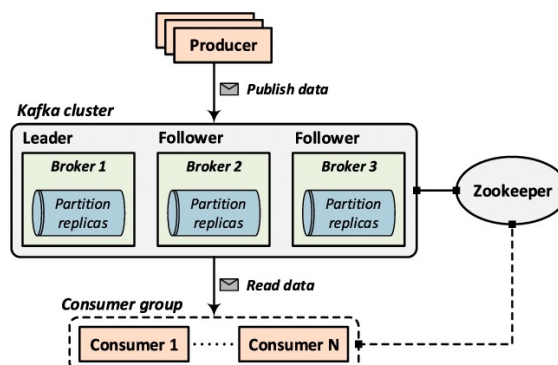 Producer
Publish data
Kafka cluster
Leader Follower Follower
Broker 1 Broker 2 Broker 3
Partition Partition Partition
replicas replicas replicas
Zookeeper
Read data
Consumer group
Consumer 1 Consumer N